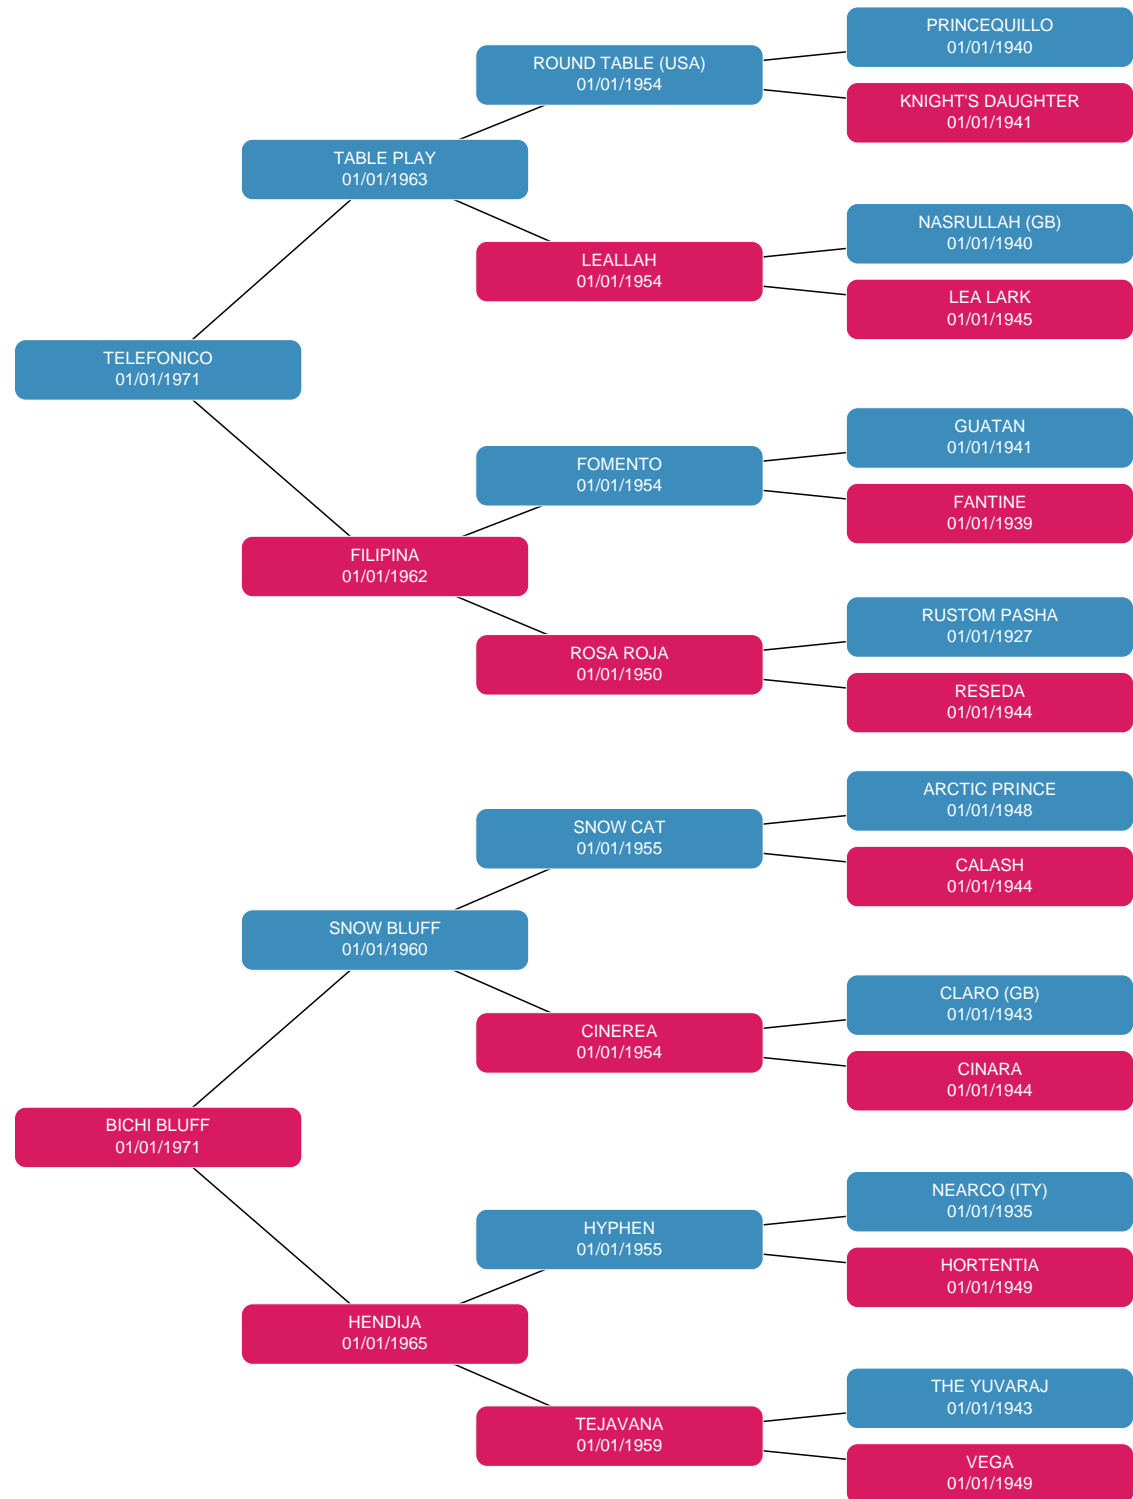 PRINCEQUILLO
01/01/1940
ROUND TABLE (USA)
01/01/1954
KNIGHT'S DAUGHTER
01/01/1941
TABLE PLAY
01/01/1963
NASRULLAH (GB)
01/01/1940
LEALLAH
01/01/1954
LEA LARK
01/01/1945
TELEFONICO
01/01/1971
GUATAN
01/01/1941
FOMENTO
01/01/1954
FANTINE
01/01/1939
FILIPINA
01/01/1962
RUSTOM PASHA
01/01/1927
ROSA ROJA
01/01/1950
RESEDA
01/01/1944
ARCTIC PRINCE
01/01/1948
SNOW CAT
01/01/1955
CALASH
01/01/1944
SNOW BLUFF
01/01/1960
CLARO (GB)
01/01/1943
CINEREA
01/01/1954
CINARA
01/01/1944
BICHI BLUFF
01/01/1971
NEARCO (ITY)
01/01/1935
HYPHEN
01/01/1955
HORTENTIA
01/01/1949
HENDIJA
01/01/1965
THE YUVARAJ
01/01/1943
TEJAVANA
01/01/1959
VEGA
01/01/1949